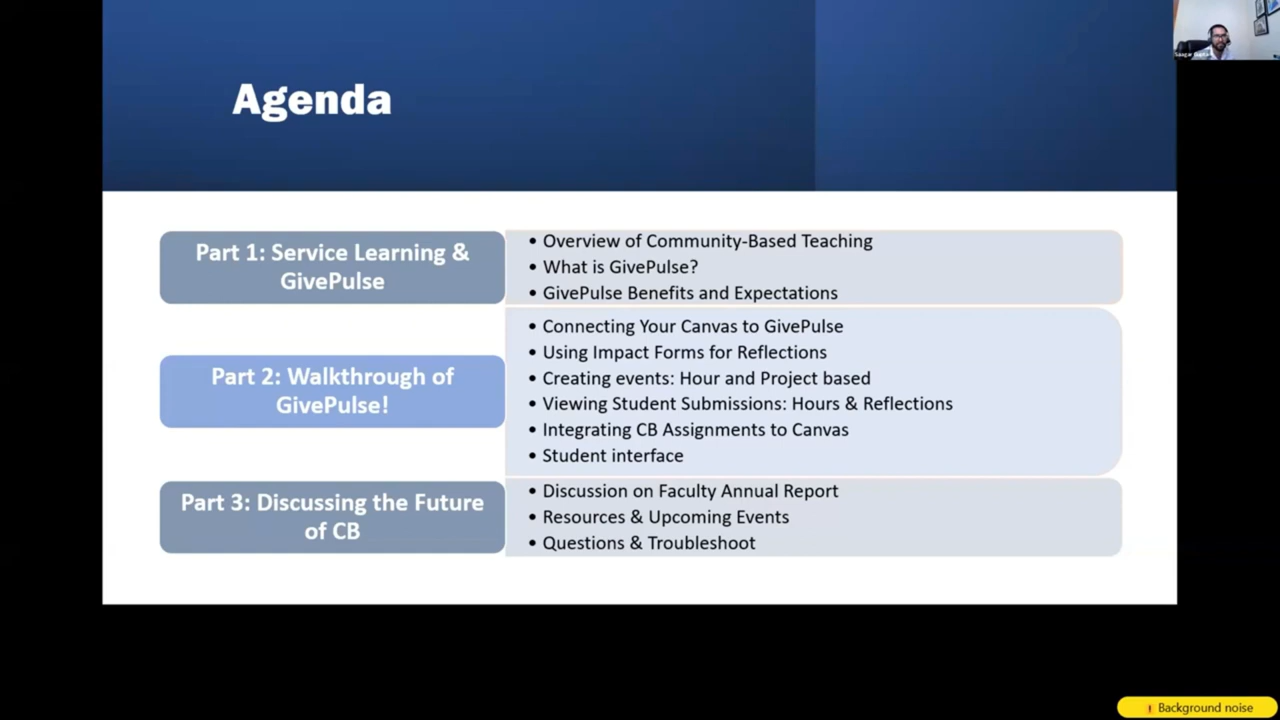 Agenda
Part 1: Service Learning &
GivePulse
• Overview of Community-Based Teaching
• What is GivePulse?
• GivePulse Benefits and Expectations
Part 2: Walkthrough of
GivePulse!
• Connecting Your Canvas to GivePulse
• Using Impact Forms for Reflections
• Creating events: Hour and Project based
• Viewing Student Submissions: Hours & Reflections
• Integrating CB Assignments to Canvas
• Student interface
Part 3: Discussing the Future
of CB
• Discussion on Faculty Annual Report
• Resources & Upcoming Events
• Questions & Troubleshoot
Background noise